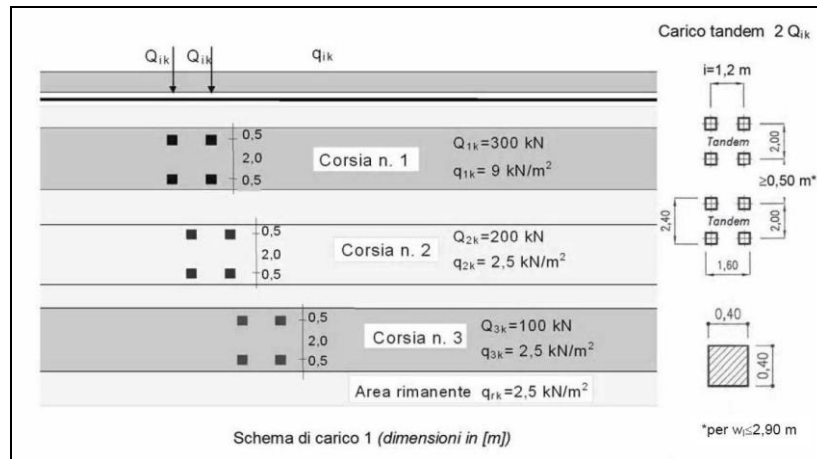 Carico tandem 2 Qik
Qik Qik qik
i=1,2 m
0,5
2,0
0,5
Corsia n. 1
Q1k=300 kN
q1k= 9 kN/m²
Tandem
2,00
≥0,50 m*
0,5
2,0
0,5
Corsia n. 2
Q2k=200 kN
q2k= 2,5 kN/m²
2,40
Tandem
2,00
1,60
0,5
2,0
0,5
Corsia n. 3
Q3k=100 kN
q3k= 2,5 kN/m²
0,40
0,40
Area rimanente qrk=2,5 kN/m²
Schema di carico 1 (dimensioni in [m])
*per wl≤2,90 m